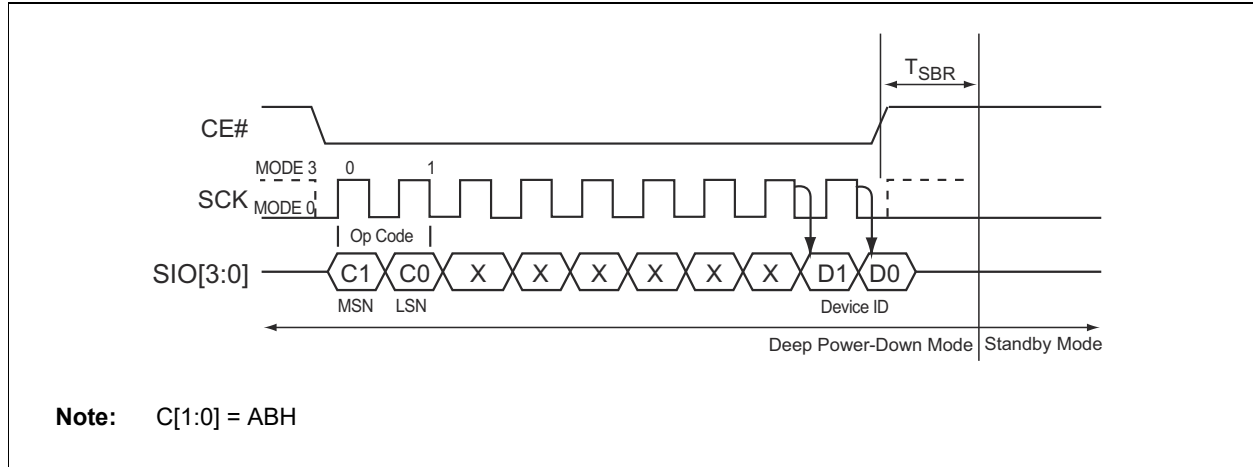 TSBR
CE#
MODE 3 0 1
SCK
MODE 0
Op Code
SIO[3:0] C1 C0 X X X X X X D1 D0
MSN LSN Device ID
Deep Power-Down Mode Standby Mode
Note: C[1:0] = ABH